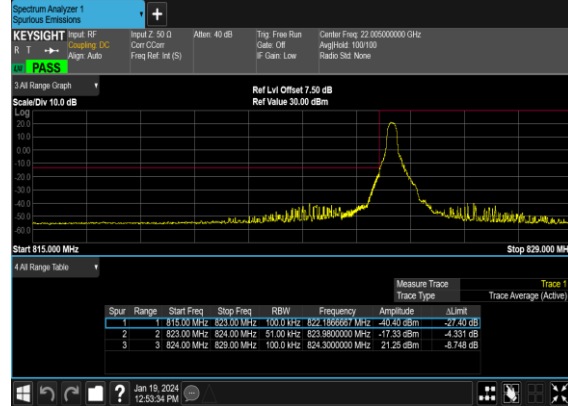 Spectrum Analyzer 1
Spurious Emissions
+
KEYSIGHT Input: RF Input Z: 50 Ω Atten: 40 dB Trig: Free Run Center Freq: 22.005000000 GHz
R T Coupling: DC Corr CCorr Gate: Off Avg|Hold: 100/100
Align: Auto Freq Ref: Int (S) IF Gain: Low Radio Std: None
PASS
3 All Range Graph Ref Lvl Offset 7.50 dB
Scale/Div 10.0 dB Ref Value 30.00 dBm
Log
20.0
10.0
0.00
-10.0
-20.0
-30.0
-40.0
-50.0
-60.0
Start 815.000 MHz Stop 829.000 MHz
4 All Range Table
Measure Trace Trace 1
Trace Type Trace Average (Active)
Spur Range Start Freq Stop Freq RBW Frequency Amplitude ΔLimit
1 1 815.00 MHz 823.00 MHz 100.0 kHz 822.1866667 MHz -40.40 dBm -27.40 dB
2 2 823.00 MHz 824.00 MHz 51.00 kHz 823.9800000 MHz -17.33 dBm -4.331 dB
3 3 824.00 MHz 829.00 MHz 100.0 kHz 824.3000000 MHz 21.25 dBm -8.748 dB
? Jan 19, 2024
12:53:34 PM